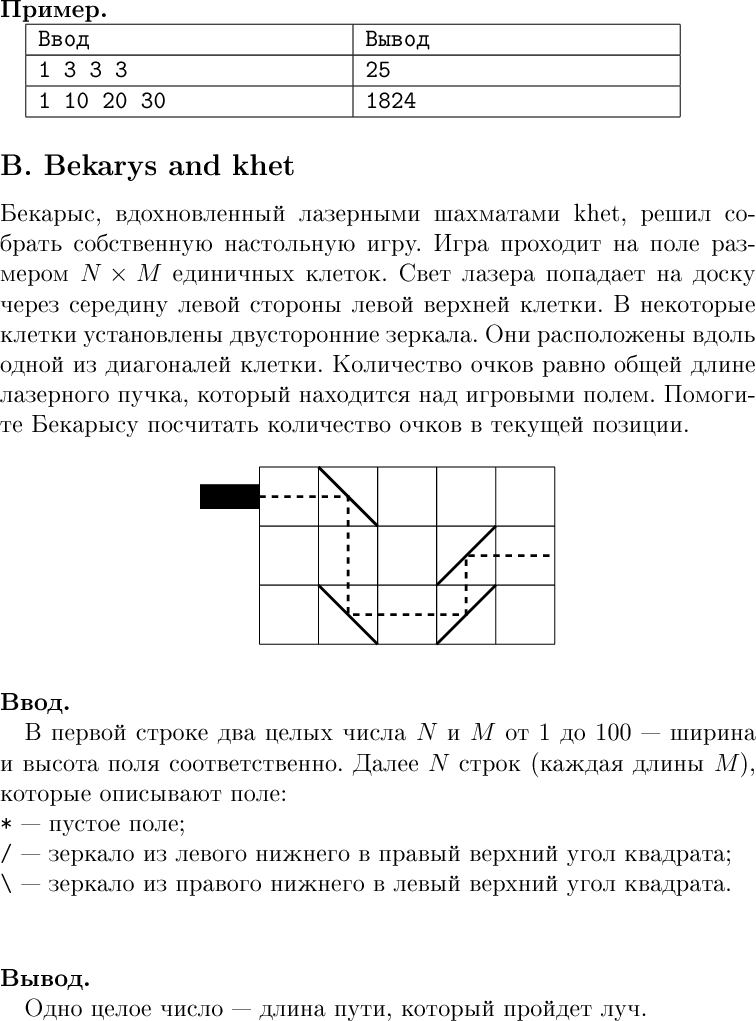 Пример.
Ввод Вывод
1 3 3 3 25
1 10 20 30 1824
B. Bekarys and khet
Бекарыс, вдохновленный лазерными шахматами khet, решил со-
брать собственную настольную игру. Игра проходит на поле раз-
мером N × M единичных клеток. Свет лазера попадает на доску
через середину левой стороны левой верхней клетки. В некоторые
клетки установлены двусторонние зеркала. Они расположены вдоль
одной из диагоналей клетки. Количество очков равно общей длине
лазерного пучка, который находится над игровыми полем. Помоги-
те Бекарысу посчитать количество очков в текущей позиции.
Ввод.
В первой строке два целых числа N и M от 1 до 100 — ширина
и высота поля соответственно. Далее N строк (каждая длины M),
которые описывают поле:
* — пустое поле;
/ — зеркало из левого нижнего в правый верхний угол квадрата;
\ — зеркало из правого нижнего в левый верхний угол квадрата.
Вывод.
Одно целое число — длина пути, который пройдет луч.